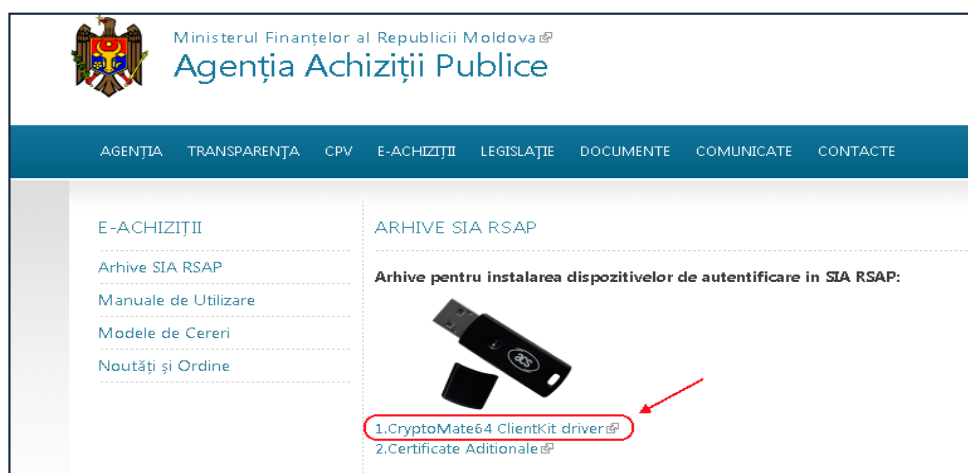 Ministerul Finanțelor al Republicii Moldova
Agenția Achiziții Publice
AGENȚIA TRANSPARENȚA CPV E-ACHIZIȚII LEGISLAȚIE DOCUMENTE COMUNICATE CONTACTE
E-ACHIZIȚII
Arhive SIA RSAP
Manuale de Utilizare
Modele de Cereri
Noutăți și Ordine
ARHIVE SIA RSAP
Arhive pentru instalarea dispozitivelor de autentificare in SIA RSAP:
acs
1.CryptoMate64 ClientKit driver
2.Certificate Aditionale